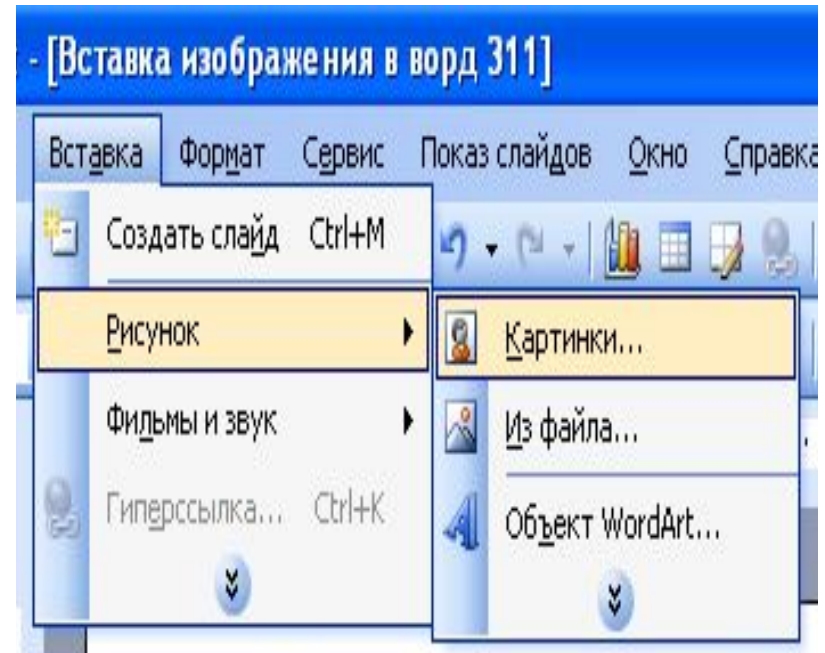 - [Вставка изображения в ворд 311]
Вставка Формат Сервис Показ слайдов Окно Справка
Создать слайд Ctrl+M
Рисунок
Картинки...
Фильмы и звук
Из файла...
Гиперссылка... Ctrl+K
Объект WordArt...